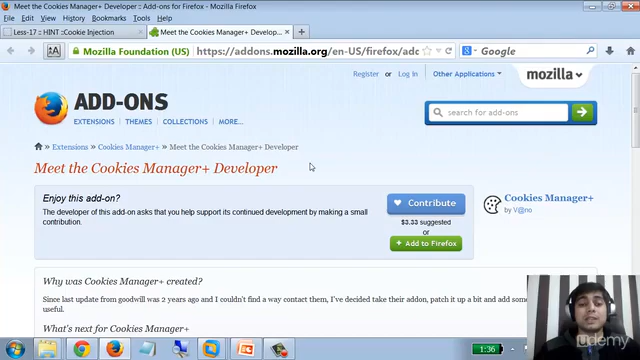 Meet the Cookies Manager+ Developer :: Add-ons for Firefox - Mozilla Firefox
File Edit View History Bookmarks Tools Help
Less-17 :: HINT ::Cookie Injection
Meet the Cookies Manager+ Develop...
Mozilla Foundation (US)
https://addons.mozilla.org/en-US/firefox/adc
Google
Register or Log in
Other Applications
mozilla
ADD-ONS
EXTENSIONS THEMES COLLECTIONS MORE...
search for add-ons
Extensions Cookies Manager+ Meet the Cookies Manager+ Developer
Meet the Cookies Manager+ Developer
Enjoy this add-on?
The developer of this add-on asks that you help support its continued development by making a small
contribution.
Contribute
$3.33 suggested
or
Add to Firefox
Cookies Manager+
by V@no
Why was Cookies Manager+ created?
Since last update from goodwill was 2 years ago and I couldn't find a way contact them, I've decided take their addon, patch it up a bit and add som
useful.
What's next for Cookies Manager+
1:36
udemy